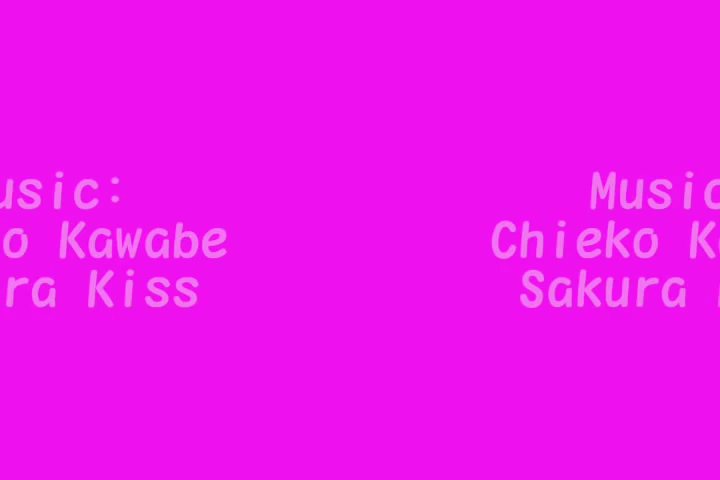 usic:
o Kawabe
ra Kiss
Music
Chieko K
Sakura